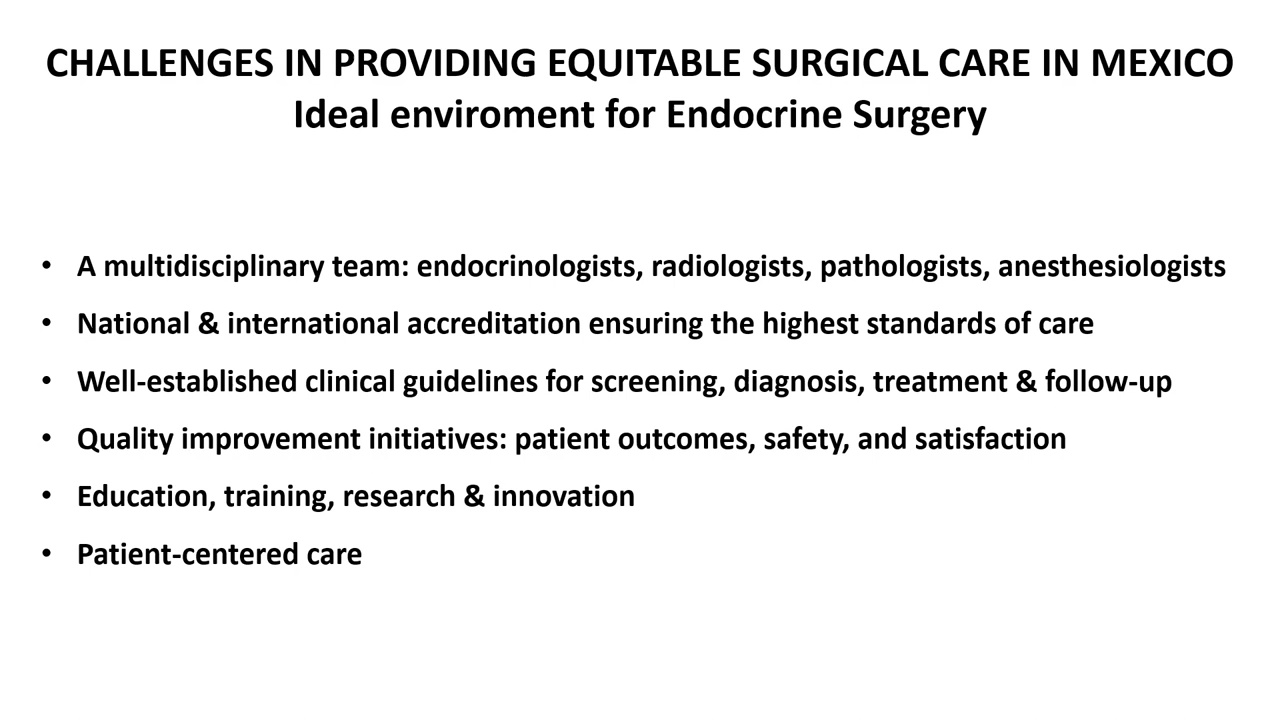 CHALLENGES IN PROVIDING EQUITABLE SURGICAL CARE IN MEXICO
Ideal enviroment for Endocrine Surgery
• A multidisciplinary team: endocrinologists, radiologists, pathologists, anesthesiologists
• National & international accreditation ensuring the highest standards of care
• Well-established clinical guidelines for screening, diagnosis, treatment & follow-up
• Quality improvement initiatives: patient outcomes, safety, and satisfaction
• Education, training, research & innovation
• Patient-centered care